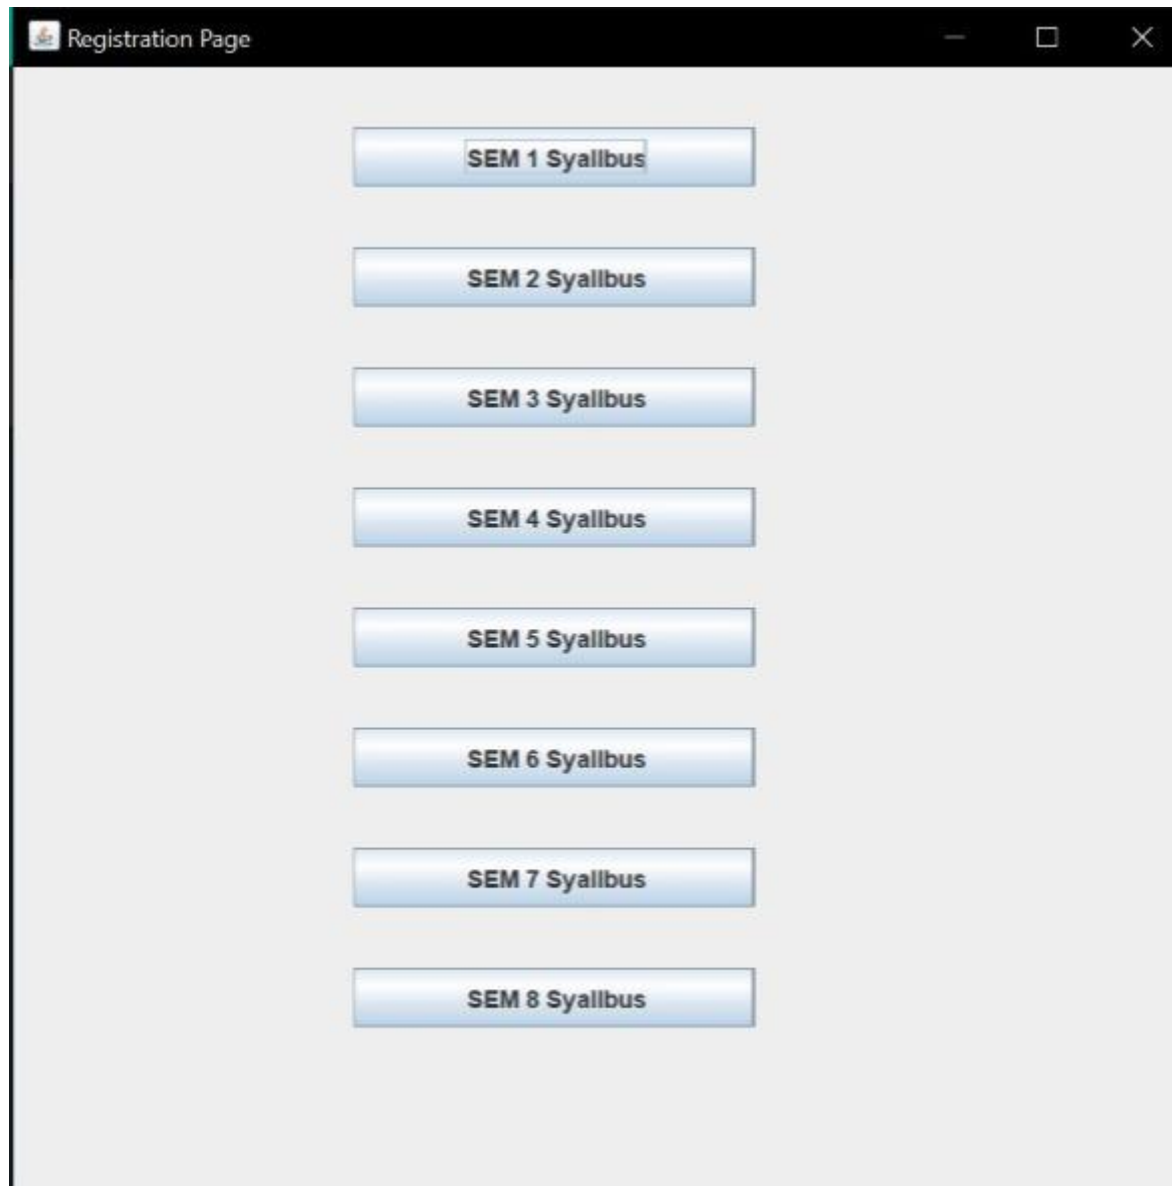 Registration Page
SEM 1 Syallbus
SEM 2 Syallbus
SEM 3 Syallbus
SEM 4 Syallbus
SEM 5 Syallbus
SEM 6 Syallbus
SEM 7 Syallbus
SEM 8 Syallbus